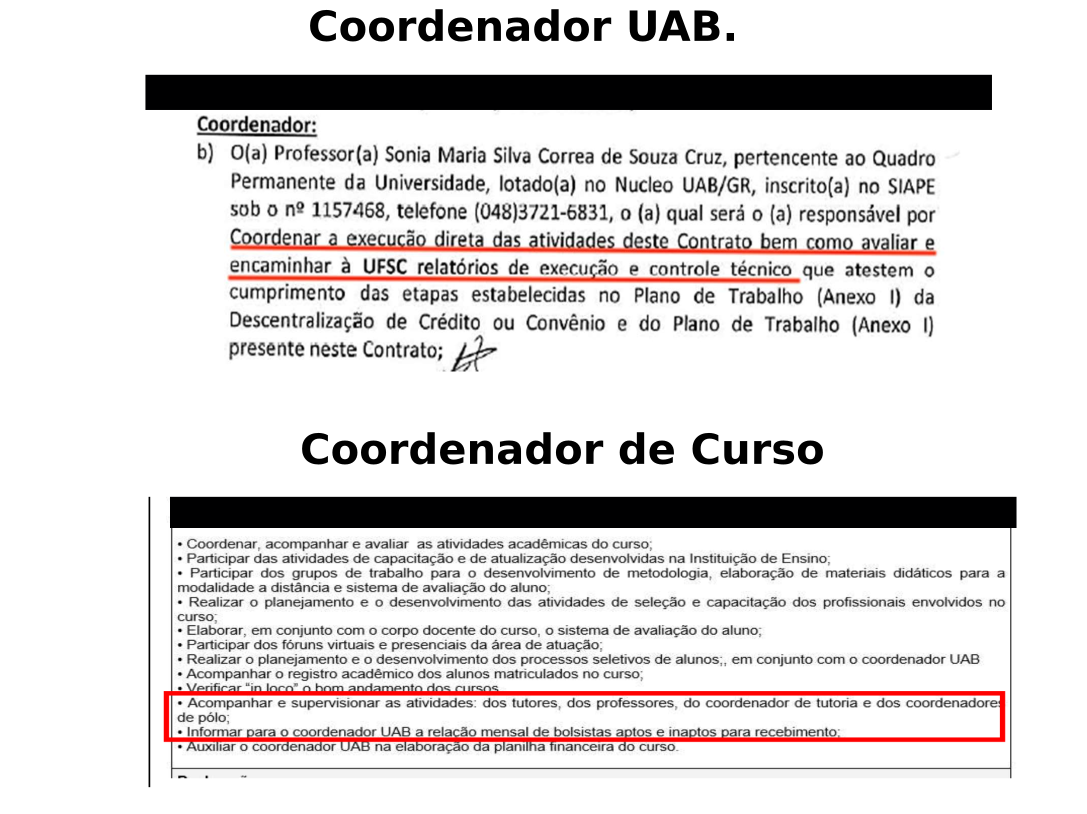 Coordenador UAB.
Coordenador:
b) O(a) Professor(a) Sonia Maria Silva Correa de Souza Cruz, pertencente ao Quadro
Permanente da Universidade, lotado(a) no Nucleo UAB/GR, inscrito(a) no SIAPE
sob o nº 1157468, telefone (048)3721-6831, o (a) qual será o (a) responsável por
Coordenar a execução direta das atividades deste Contrato bem como avaliar e
encaminhar à UFSC relatórios de execução e controle técnico que atestem o
cumprimento das etapas estabelecidas no Plano de Trabalho (Anexo I) da
Descentralização de Crédito ou Convênio e do Plano de Trabalho (Anexo I)
presente neste Contrato;
Coordenador de Curso
• Coordenar, acompanhar e avaliar as atividades acadêmicas do curso;
• Participar das atividades de capacitação e de atualização desenvolvidas na Instituição de Ensino;
• Participar dos grupos de trabalho para o desenvolvimento de metodologia, elaboração de materiais didáticos para a
modalidade a distância e sistema de avaliação do aluno;
• Realizar o planejamento e o desenvolvimento das atividades de seleção e capacitação dos profissionais envolvidos no
curso;
• Elaborar, em conjunto com o corpo docente do curso, o sistema de avaliação do aluno;
• Participar dos fóruns virtuais e presenciais da área de atuação;
• Realizar o planejamento e o desenvolvimento dos processos seletivos de alunos;, em conjunto com o coordenador UAB
• Acompanhar o registro acadêmico dos alunos matriculados no curso;
• Verificar “in loco” o bom andamento dos cursos.
• Acompanhar e supervisionar as atividades: dos tutores, dos professores, do coordenador de tutoria e dos coordenadores
de pólo;
• Informar para o coordenador UAB a relação mensal de bolsistas aptos e inaptos para recebimento;
• Auxiliar o coordenador UAB na elaboração da planilha financeira do curso.